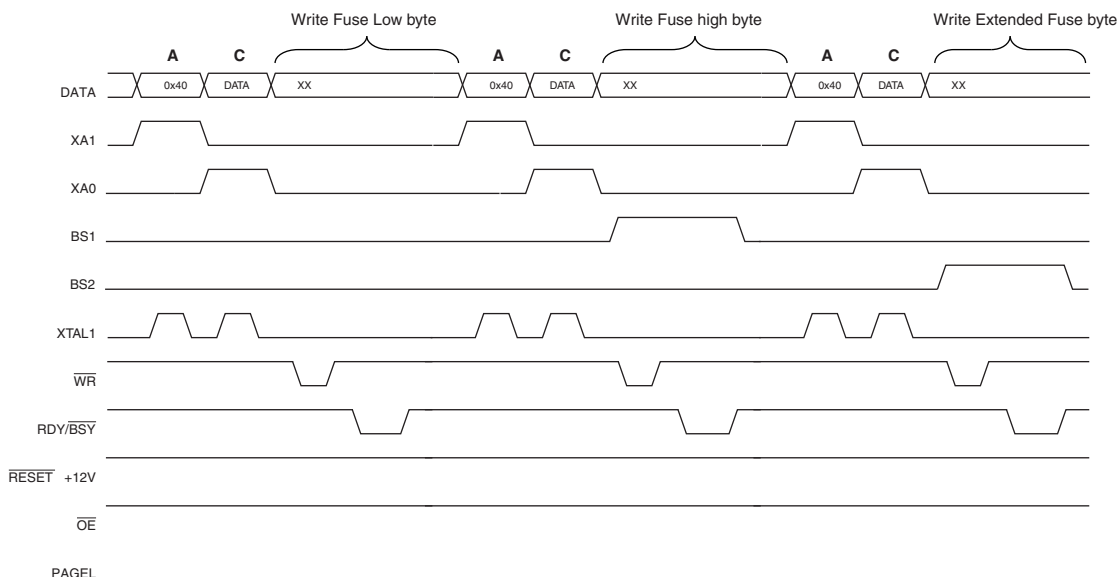 Write Fuse Low byte Write Fuse high byte Write Extended Fuse byte
A C A C A C
DATA 0x40 DATA XX 0x40 DATA XX 0x40 DATA XX
XA1
XA0
BS1
BS2
XTAL1
WR
RDY/BSY
RESET +12V
OE
PAGEL